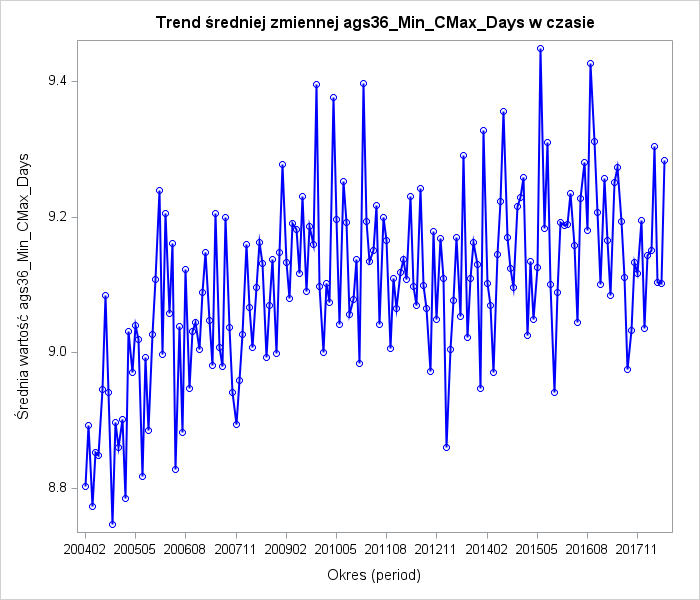 Trend średniej zmiennej ags36_Min_CMax_Days w czasie
Średnia wartość ags36_Min_CMax_Days
9.4
9.2
9.0
8.8
200402 200505 200608 200711 200902 201005 201108 201211 201402 201505 201608 201711
Okres (period)